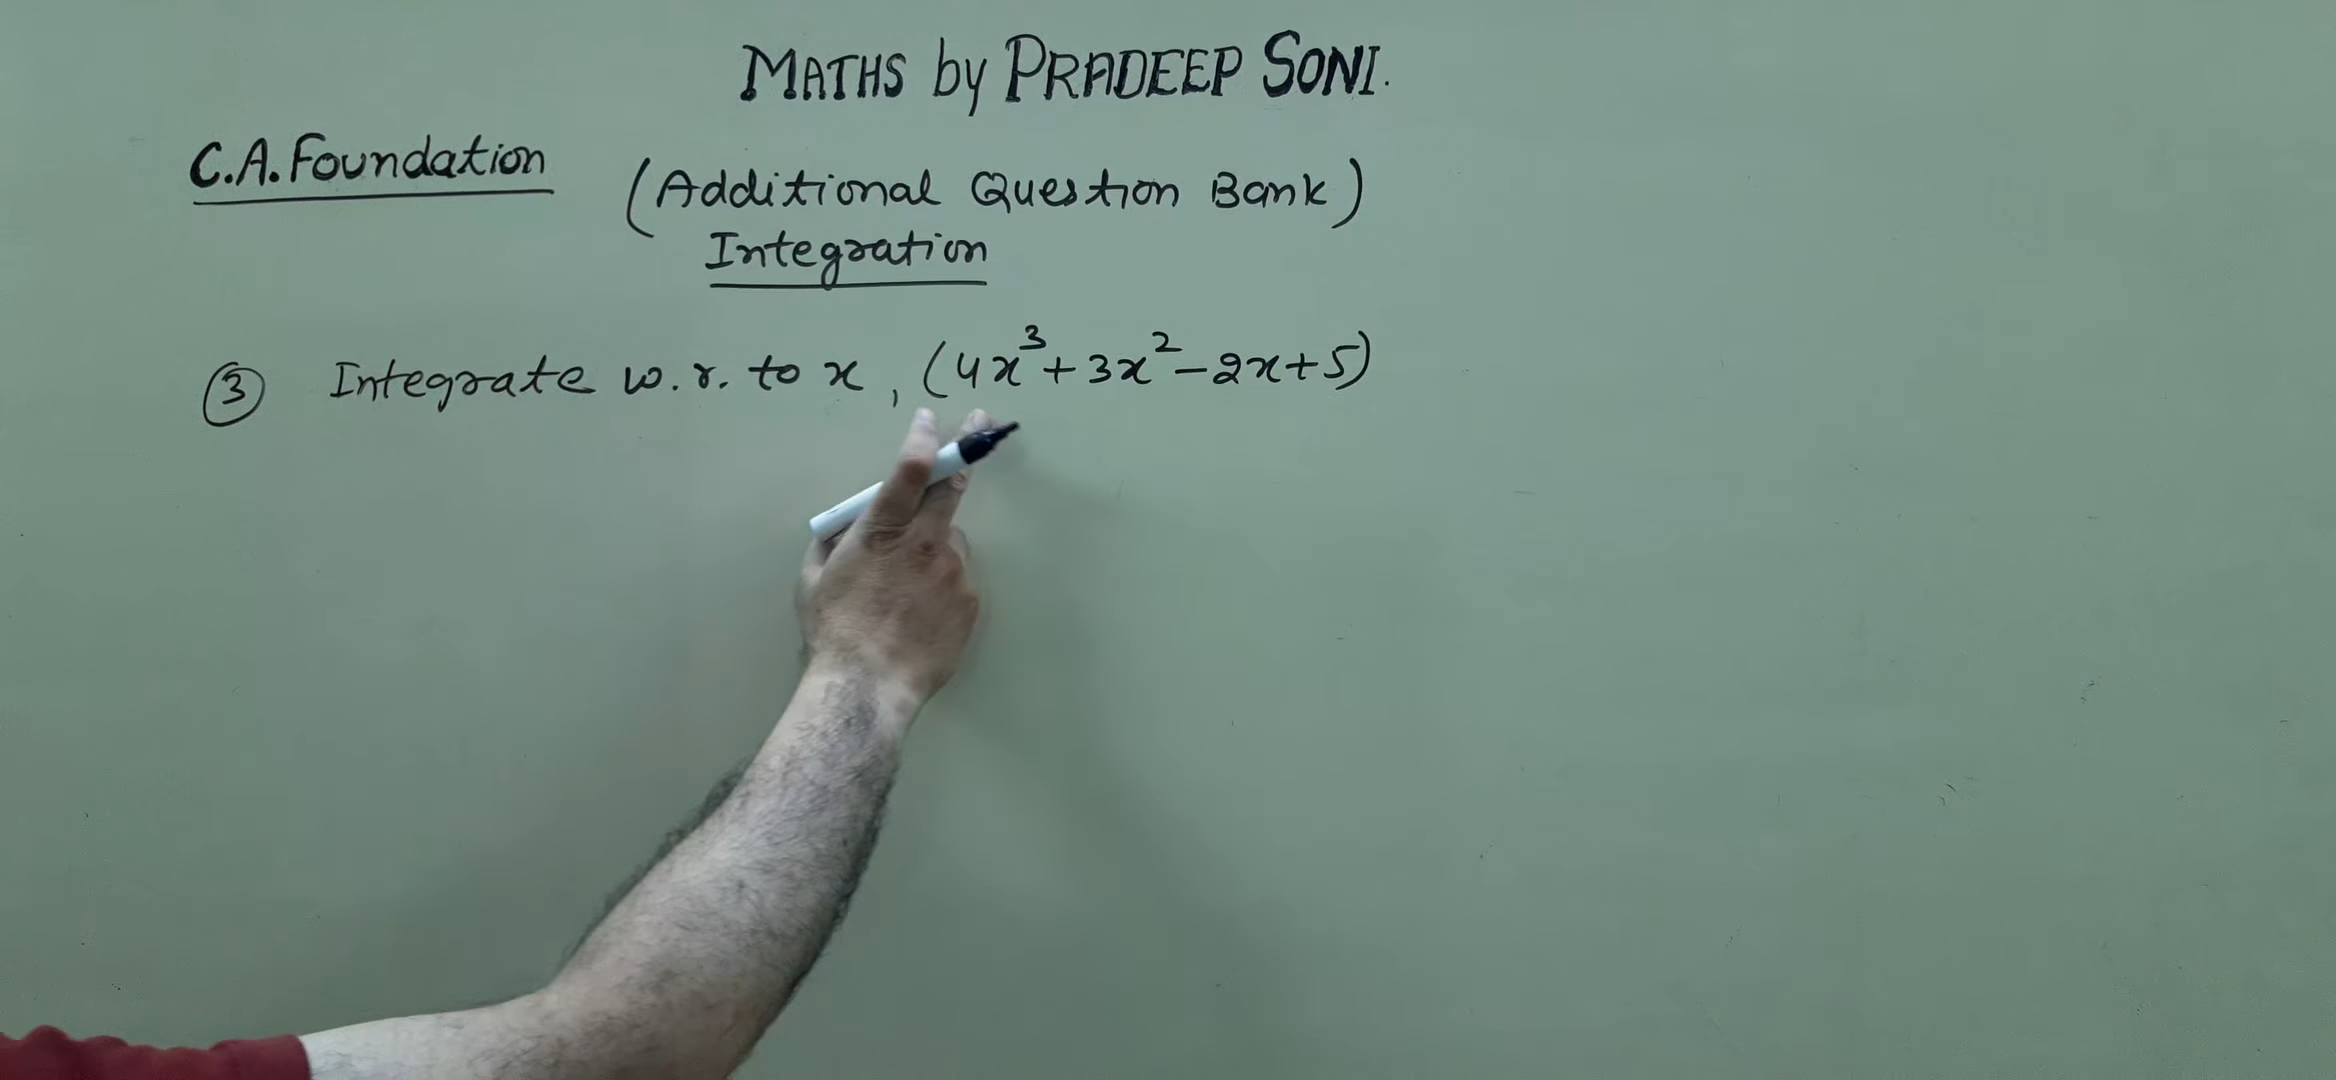 MATHS by PRADEEP SONI.
C.A. Foundation
(Additional Question Bank)
Integration
③ Integrate w.r. to x, (4x³+3x²-2x+5)